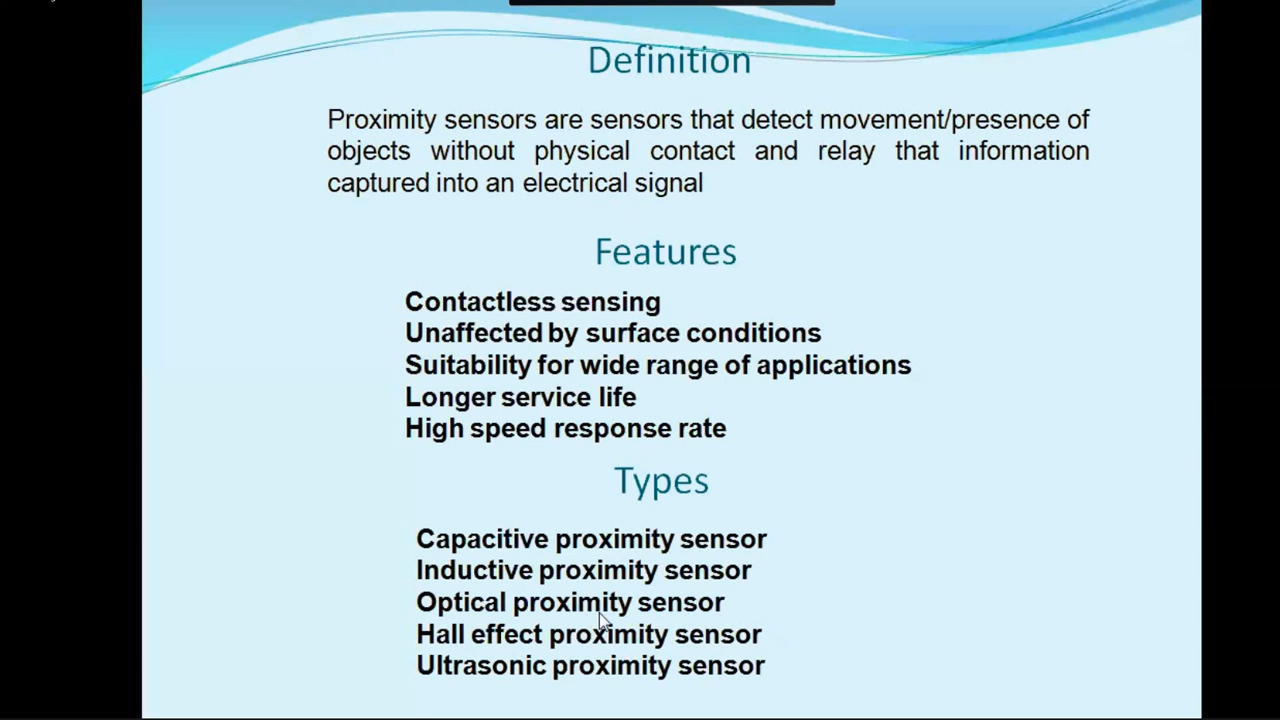 Definition
Proximity sensors are sensors that detect movement/presence of
objects without physical contact and relay that information
captured into an electrical signal
Features
Contactless sensing
Unaffected by surface conditions
Suitability for wide range of applications
Longer service life
High speed response rate
Types
Capacitive proximity sensor
Inductive proximity sensor
Optical proximity sensor
Hall effect proximity sensor
Ultrasonic proximity sensor